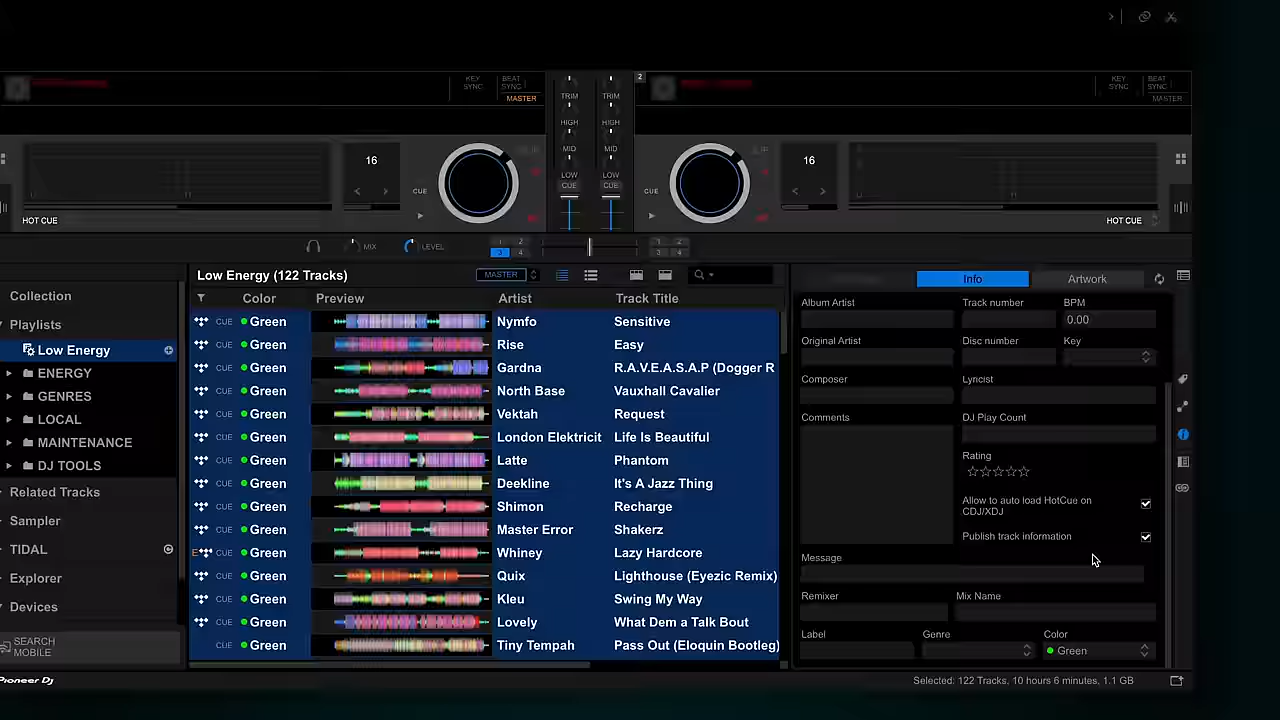 KEY SYNC
BEAT SYNC
MASTER
TRIM
TRIM
2
KEY SYNC
BEAT SYNC
MASTER
HIGH
HIGH
MID
MID
LOW
LOW
16
CUE
CUE
CUE
CUE
16
HOT CUE
HOT CUE
MIX
LEVEL
1 2
3 4
1 2
3 4
Low Energy (122 Tracks)
MASTER
Info
Artwork
Collection
Playlists
Low Energy
ENERGY
GENRES
LOCAL
MAINTENANCE
DJ TOOLS
Related Tracks
Sampler
TIDAL
Explorer
Devices
SEARCH
MOBILE
Color Preview Artist Track Title
CUE Green Nymfo Sensitive
CUE Green Rise Easy
CUE Green Gardna R.A.V.E.A.S.A.P (Dogger R
CUE Green North Base Vauxhall Cavalier
CUE Green Vektah Request
CUE Green London Elektricit Life Is Beautiful
CUE Green Latte Phantom
CUE Green Deekline It's A Jazz Thing
CUE Green Shimon Recharge
CUE Green Master Error Shakerz
E CUE Green Whiney Lazy Hardcore
CUE Green Quix Lighthouse (Eyezic Remix)
CUE Green Kleu Swing My Way
CUE Green Lovely What Dem a Talk Bout
CUE Green Tiny Tempah Pass Out (Eloquin Bootleg)
Album Artist Track number BPM
0.00
Original Artist Disc number Key
Composer Lyricist
Comments DJ Play Count
Rating
Allow to auto load HotCue on
CDJ/XDJ
Publish track information
Message
Remixer Mix Name
Label Genre Color
Green
Pioneer Dj
Selected: 122 Tracks, 10 hours 6 minutes, 1.1 GB